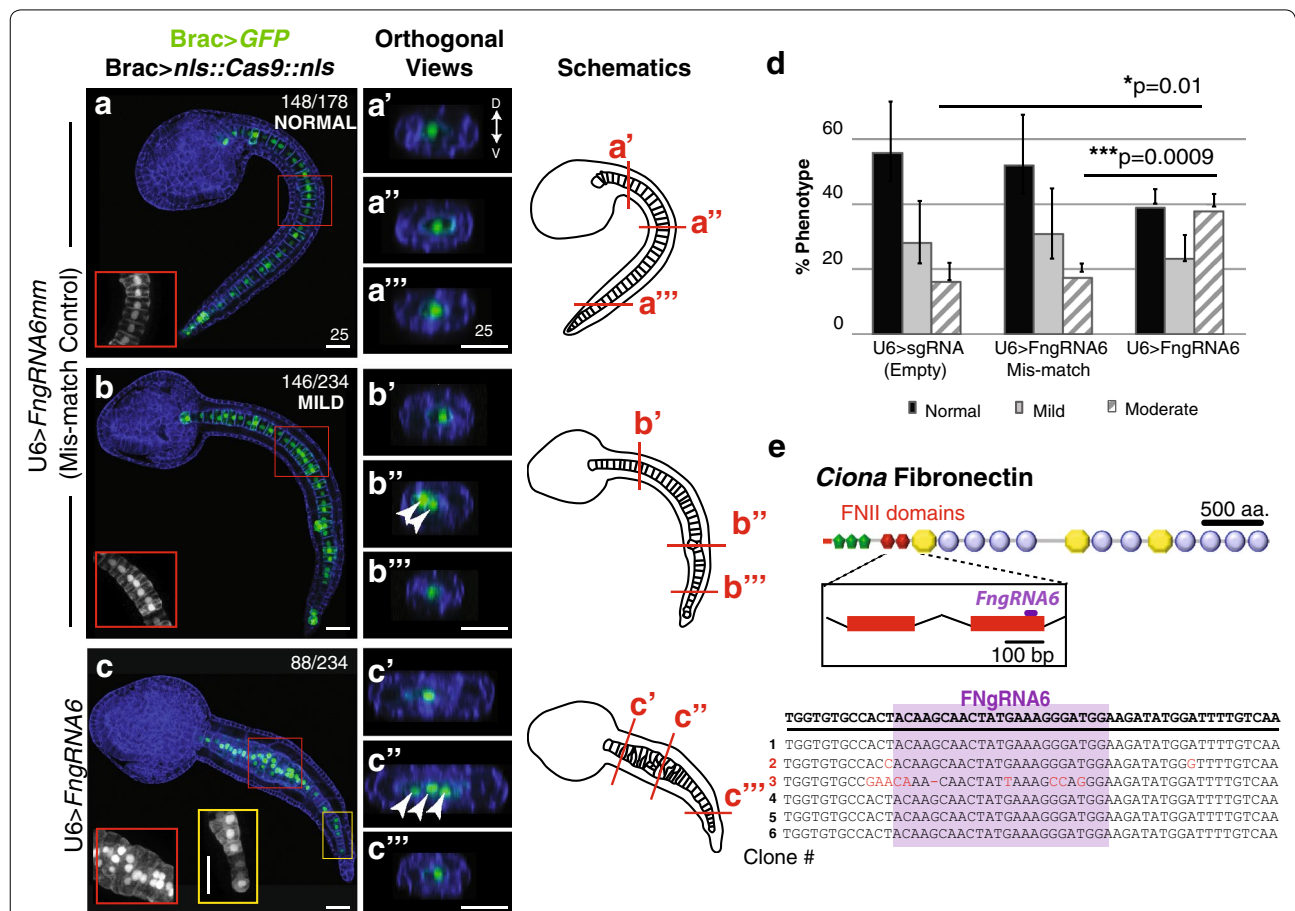 Brac>GFP
Brac>nls::Cas9::nls
Orthogonal
Views
Schematics
U6>FngRNA6mm
(Mis-match Control)
U6>FngRNA6
a
148/178
NORMAL
25
a'
D
V
a''
a'''
25
a'
a''
a'''
b
146/234
MILD
b'
b''
b'''
b'
b''
b'''
c
88/234
c'
c''
c'''
c'
c''
c'''
d
*p=0.01
***p=0.0009
% Phenotype
60
40
20
0
U6>sgRNA
(Empty)
U6>FngRNA6
Mis-match
U6>FngRNA6
Normal
Mild
Moderate
e
Ciona Fibronectin
FNII domains
500 aa.
FngRNA6
100 bp
FNgRNA6
TGGTGTGCCACTACAAGCAACTATGAAAGGGATGGAAGATATGGATTTTGTCAA
1 TGGTGTGCCACTACAAGCAACTATGAAAGGGATGGAAGATATGGATTTTGTCAA
2 TGGTGTGCCACCACAAGCAACTATGAAAGGGATGGAAGATATGGGTTTTGTCAA
3 TGGTGTGCCGAACAAA-CAACTATTAAAGCCAGGGAAGATATGGATTTTGTCAA
4 TGGTGTGCCACTACAAGCAACTATGAAAGGGATGGAAGATATGGATTTTGTCAA
5 TGGTGTGCCACTACAAGCAACTATGAAAGGGATGGAAGATATGGATTTTGTCAA
6 TGGTGTGCCACTACAAGCAACTATGAAAGGGATGGAAGATATGGATTTTGTCAA
Clone #